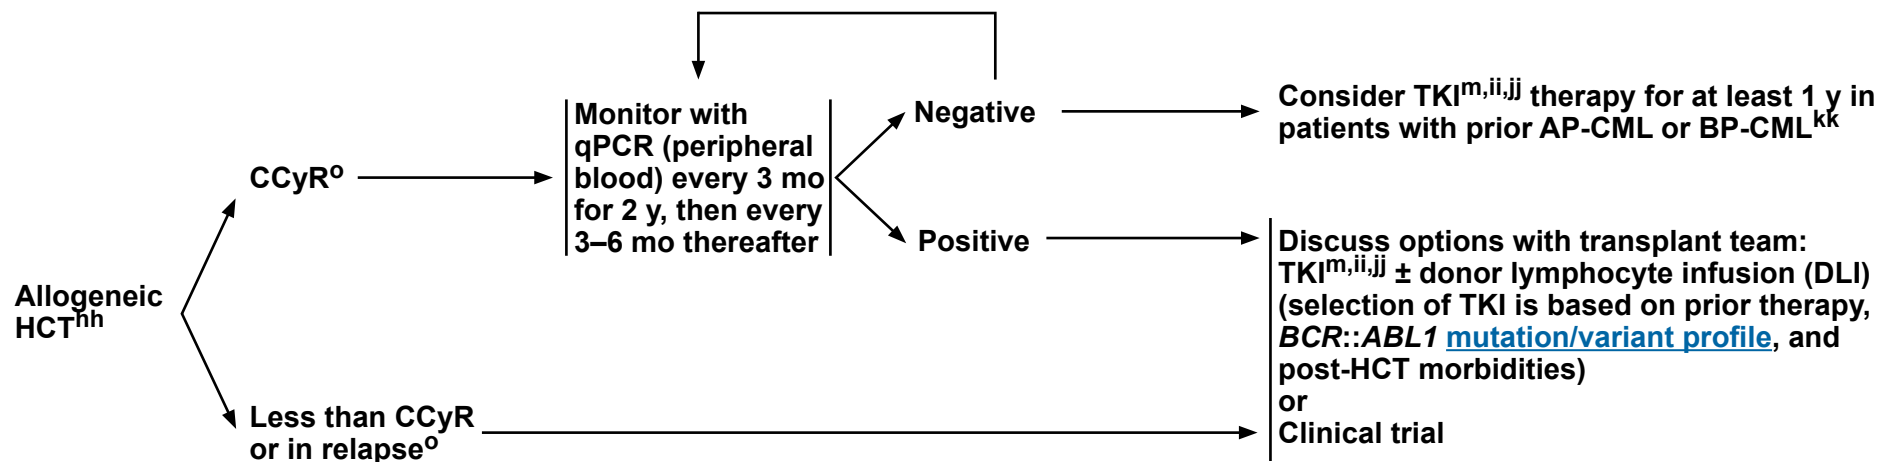 Allogeneic
HCThh
CCyRo
Less than CCyR
or in relapseo
Monitor with
qPCR (peripheral
blood) every 3 mo
for 2 y, then every
3–6 mo thereafter
Negative
Positive
Consider TKIm,ii,jj therapy for at least 1 y in
patients with prior AP-CML or BP-CMLkk
Discuss options with transplant team:
TKIm,ii,jj ± donor lymphocyte infusion (DLI)
(selection of TKI is based on prior therapy,
BCR::ABL1 mutation/variant profile, and
post-HCT morbidities)
or
Clinical trial